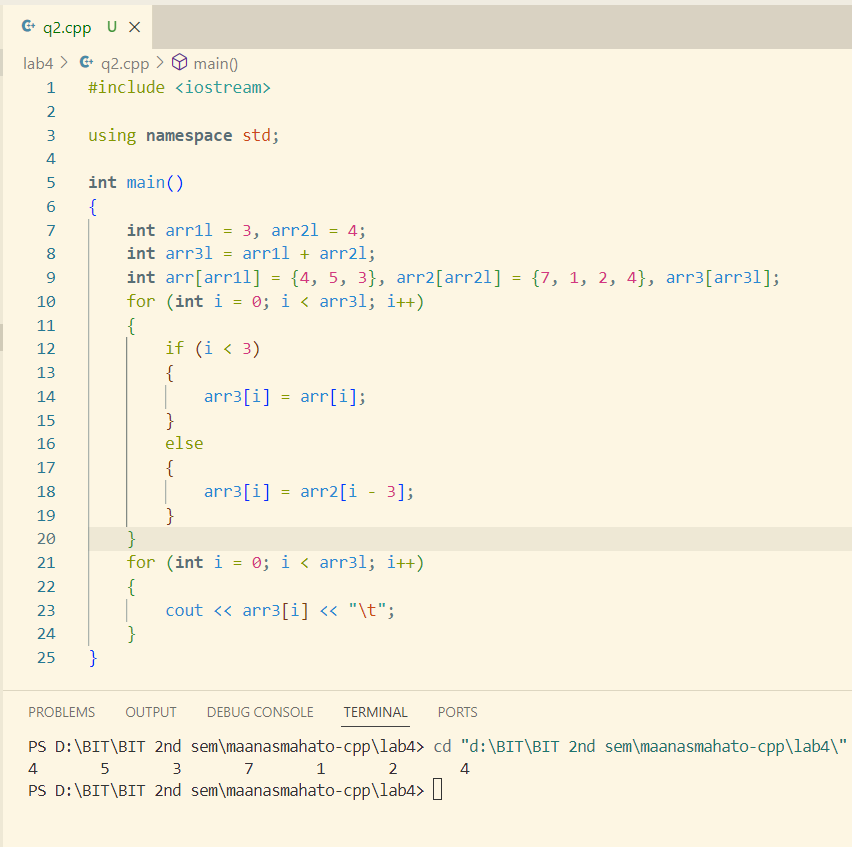 q2.cpp U
lab4 > q2.cpp > main()
1 #include <iostream>
2
3 using namespace std;
4
5 int main()
6 {
7     int arr1l = 3, arr2l = 4;
8     int arr3l = arr1l + arr2l;
9     int arr[arr1l] = {4, 5, 3}, arr2[arr2l] = {7, 1, 2, 4}, arr3[arr3l];
10     for (int i = 0; i < arr3l; i++)
11     {
12         if (i < 3)
13         {
14             arr3[i] = arr[i];
15         }
16         else
17         {
18             arr3[i] = arr2[i - 3];
19         }
20     }
21     for (int i = 0; i < arr3l; i++)
22     {
23         cout << arr3[i] << "\t";
24     }
25 }
PROBLEMS OUTPUT DEBUG CONSOLE TERMINAL PORTS
PS D:\BIT\BIT 2nd sem\maanasmahato-cpp\lab4> cd "d:\BIT\BIT 2nd sem\maanasmahato-cpp\lab4\"
4 5 3 7 1 2 4
PS D:\BIT\BIT 2nd sem\maanasmahato-cpp\lab4>